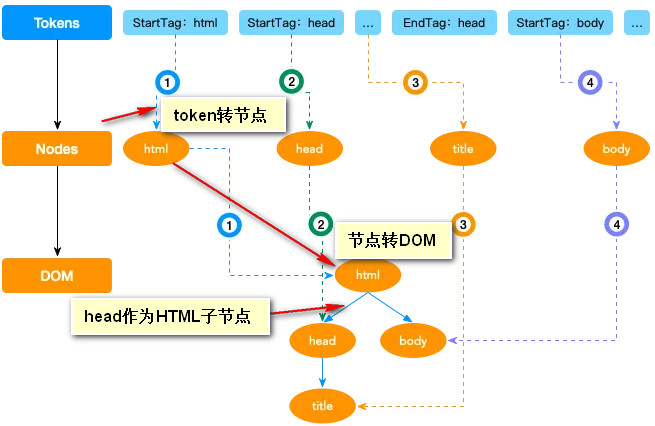 Tokens
StartTag: html
StartTag: head
...
EndTag: head
StartTag: body
...
1
2
3
4
token转节点
Nodes
html
head
title
body
1
2
3
4
节点转DOM
DOM
html
head作为HTML子节点
head
body
title